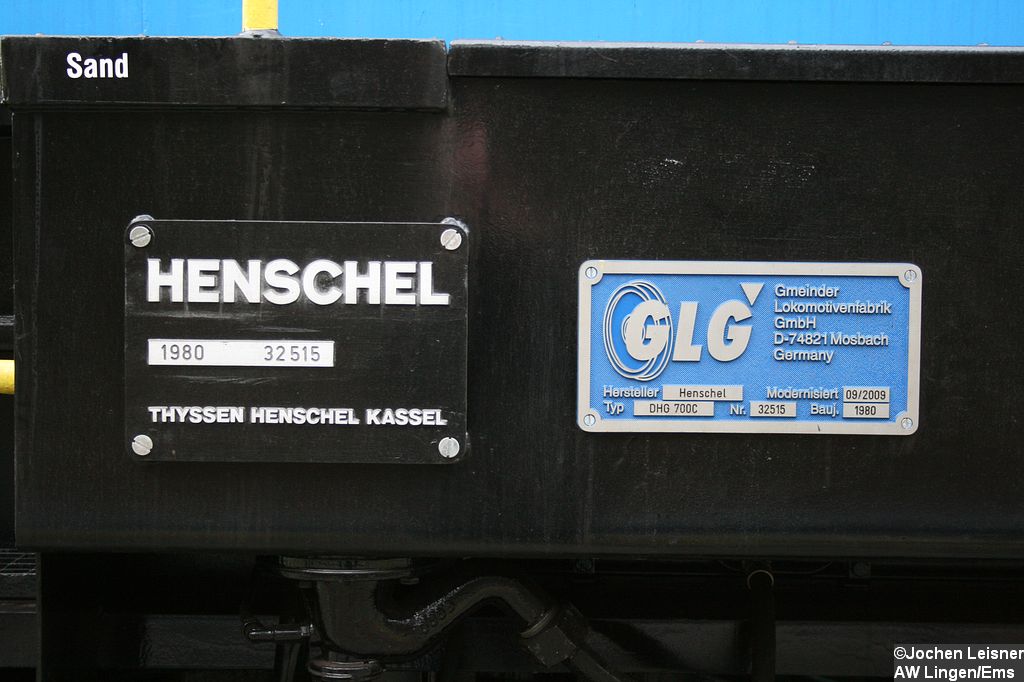 Sand
HENSCHEL
1980 32515
THYSSEN HENSCHEL KASSEL
GLG
Gmeinder
Lokomotivenfabrik
GmbH
D-74821 Mosbach
Germany
Hersteller Henschel Modernisiert 09/2009
Typ DHG 700C Nr. 32515 Bauj. 1980
©Jochen Leisner
AW Lingen/Ems